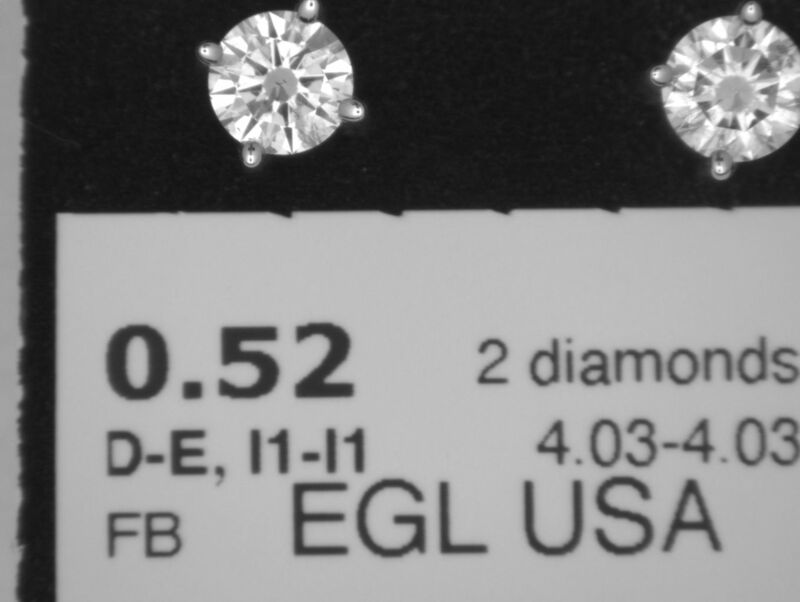 0.52 2 diamonds
D-E, I1-I1 4.03-4.03
FB EGL USA